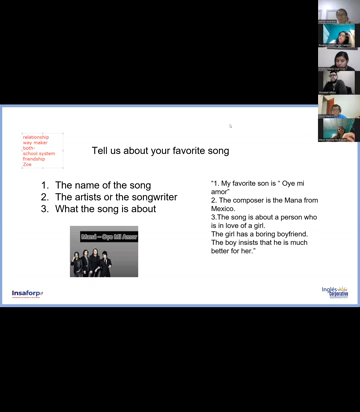 relationship
way maker
both-
school system
friendship
Zoe
Tell us about your favorite song
1. The name of the song
2. The artists or the songwriter
3. What the song is about
"1. My favorite son is " Oye mi
amor"
2. The composer is the Mana from
Mexico.
3.The song is about a person who
is in love of a girl.
The girl has a boring boyfriend.
The boy insists that he is much
better for her."
Maná - Oye Mi Amor
Insaforp
Inglés
Corporativo